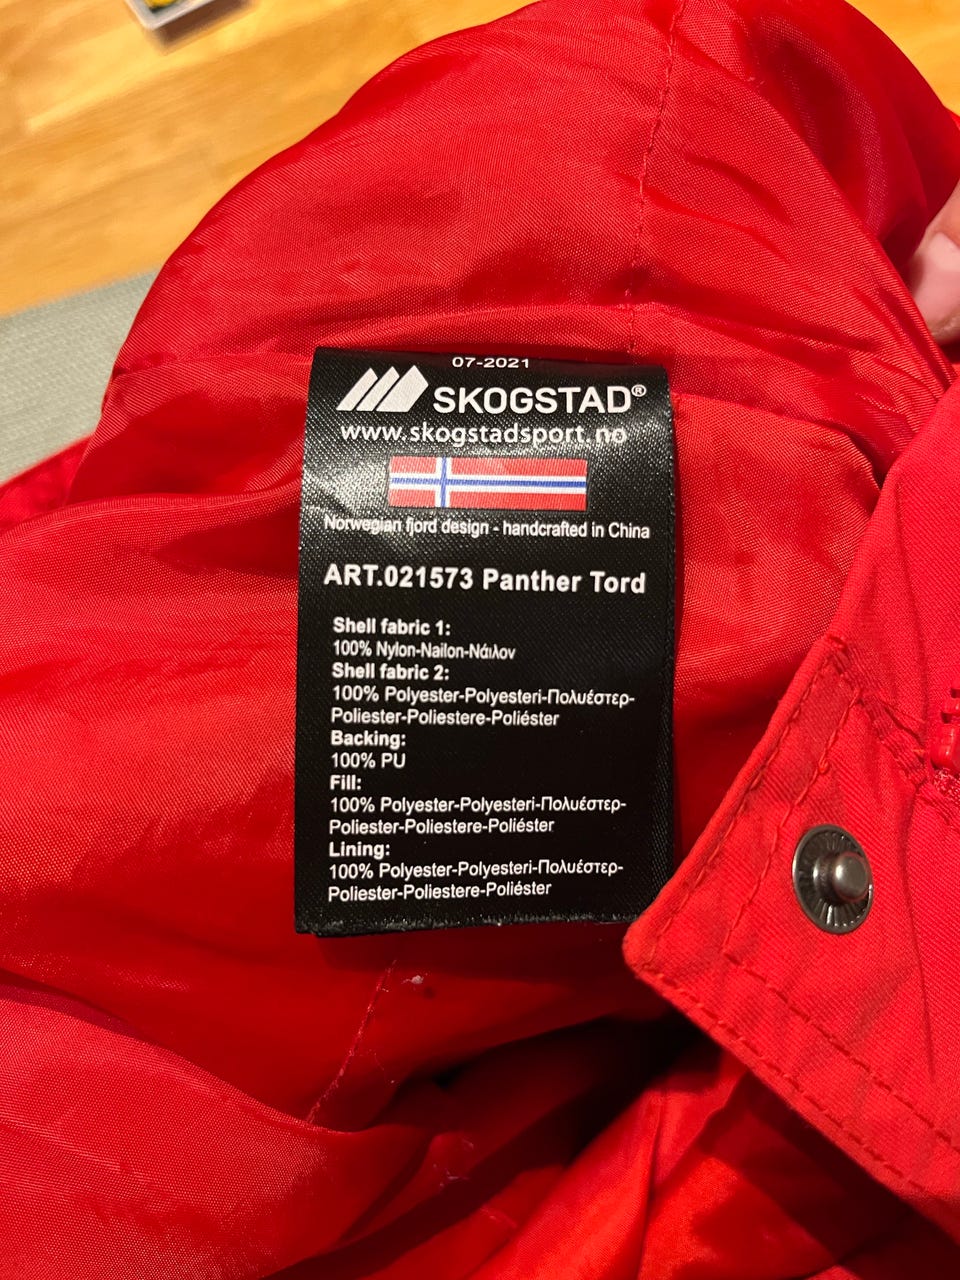 07-2021
SKOGSTAD®
www.skogstadsport.no
Norwegian fjord design - handcrafted in China
ART.021573 Panther Tord
Shell fabric 1:
100% Nylon-Nailon-Νάιλον
Shell fabric 2:
100% Polyester-Polyesteri-Πολυέστερ-
Poliester-Poliestere-Poliéster
Backing:
100% PU
Fill:
100% Polyester-Polyesteri-Πολυέστερ-
Poliester-Poliestere-Poliéster
Lining:
100% Polyester-Polyesteri-Πολυέστερ-
Poliester-Poliestere-Poliéster